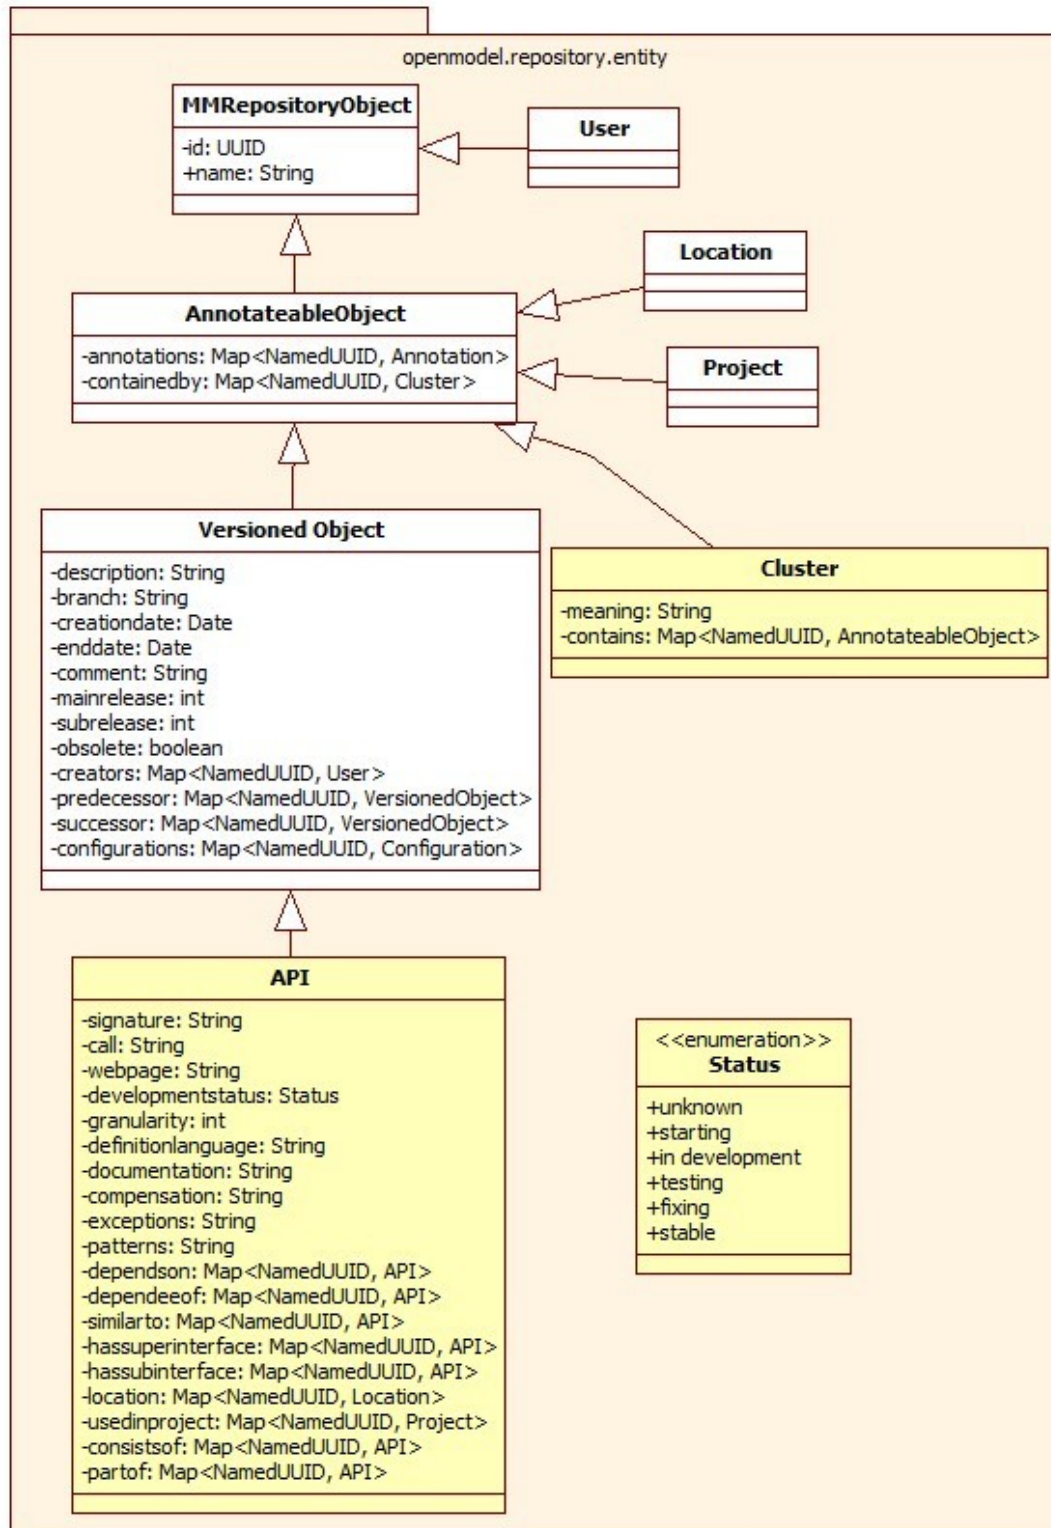 openmodel.repository.entity
MMRepositoryObject
-id: UUID
+name: String
User
Location
AnnotateableObject
-annotations: Map<NamedUUID, Annotation>
-containedby: Map<NamedUUID, Cluster>
Project
Versioned Object
-description: String
-branch: String
-creationdate: Date
-enddate: Date
-comment: String
-mainrelease: int
-subrelease: int
-obsolete: boolean
-creators: Map<NamedUUID, User>
-predecessor: Map<NamedUUID, VersionedObject>
-successor: Map<NamedUUID, VersionedObject>
-configurations: Map<NamedUUID, Configuration>
Cluster
-meaning: String
-contains: Map<NamedUUID, AnnotateableObject>
API
-signature: String
-call: String
-webpage: String
-developmentstatus: Status
-granularity: int
-definitionlanguage: String
-documentation: String
-compensation: String
-exceptions: String
-patterns: String
-dependson: Map<NamedUUID, API>
-dependeeof: Map<NamedUUID, API>
-similarto: Map<NamedUUID, API>
-hassuperinterface: Map<NamedUUID, API>
-hassubinterface: Map<NamedUUID, API>
-location: Map<NamedUUID, Location>
-usedinproject: Map<NamedUUID, Project>
-consistsof: Map<NamedUUID, API>
-partof: Map<NamedUUID, API>
<<enumeration>>
Status
+unknown
+starting
+in development
+testing
+fixing
+stable